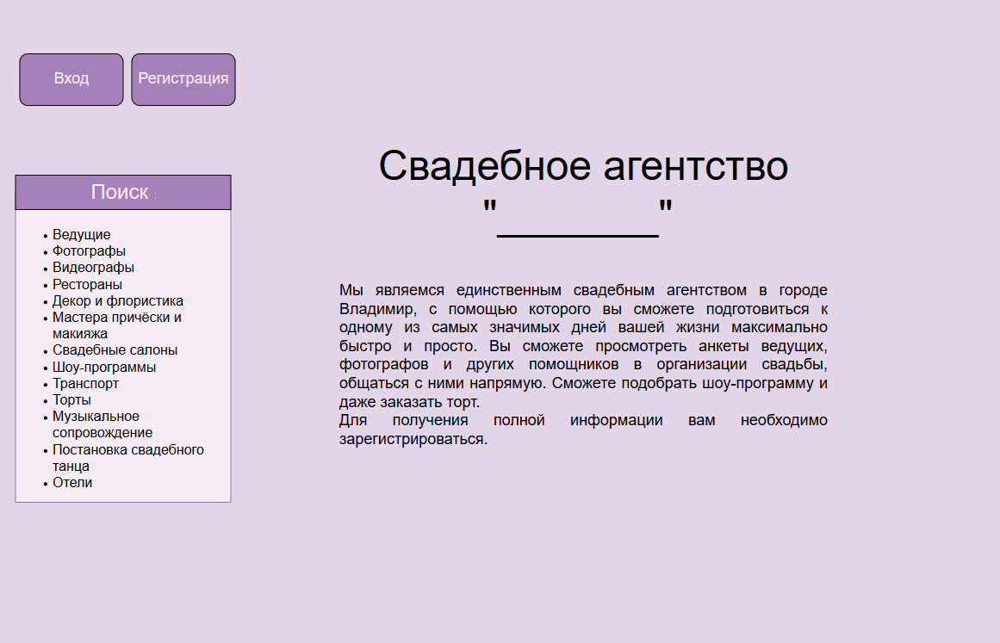 Вход
Регистрация
Поиск :
• Ведущие
• Фотографы
• Видеографы
• Рестораны
• Декор и флористика
• Мастера причёски и
макияжа
• Свадебные салоны
• Шоу-программы
• Транспорт
• Торты
• Музыкальное
сопровождение
• Постановка свадебного
танца
• Отели
Свадебное агентство
"_________"
Мы являемся единственным свадебным агентством в городе
Владимир, с помощью которого вы сможете подготовиться к
одному из самых значимых дней вашей жизни максимально
быстро и просто. Вы сможете просмотреть анкеты ведущих,
фотографов и других помощников в организации свадьбы,
общаться с ними напрямую. Сможете подобрать шоу-программу и
даже заказать торт.
Для получения полной информации вам необходимо
зарегистрироваться.